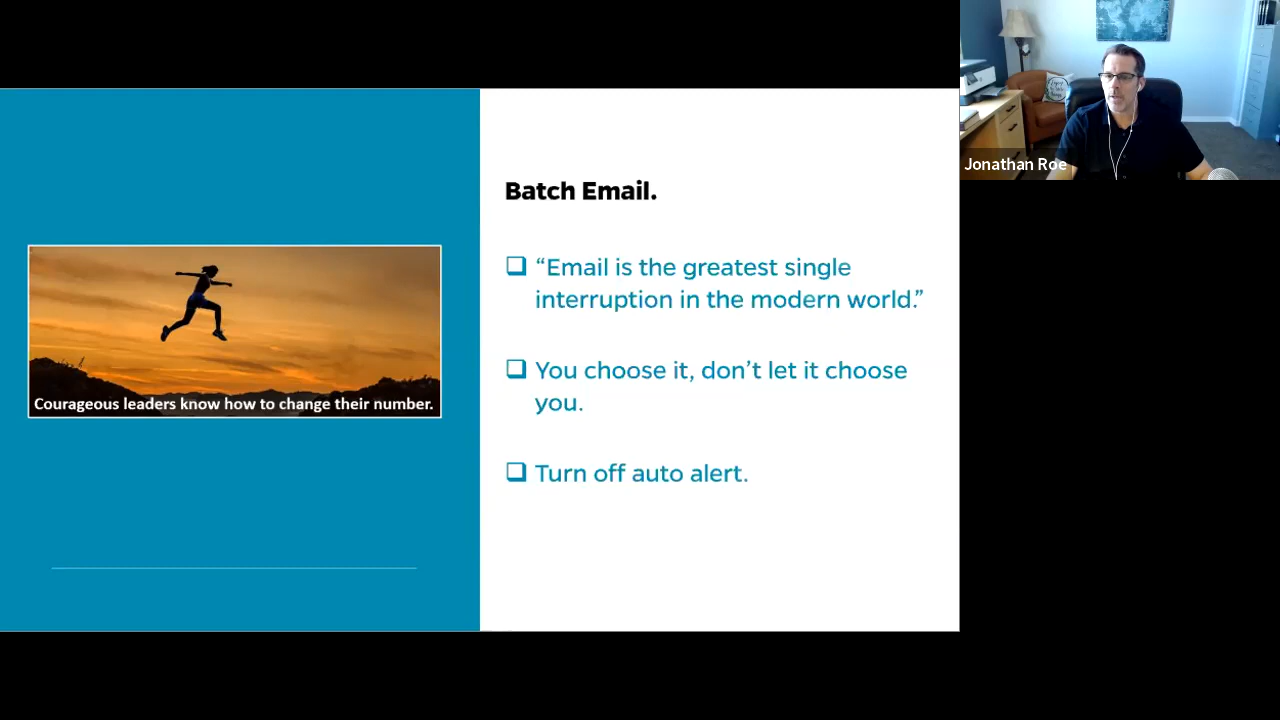 Batch Email.
❑ “Email is the greatest single
interruption in the modern world.”
❑ You choose it, don’t let it choose
you.
❑ Turn off auto alert.
Courageous leaders know how to change their number.
Jonathan Roe